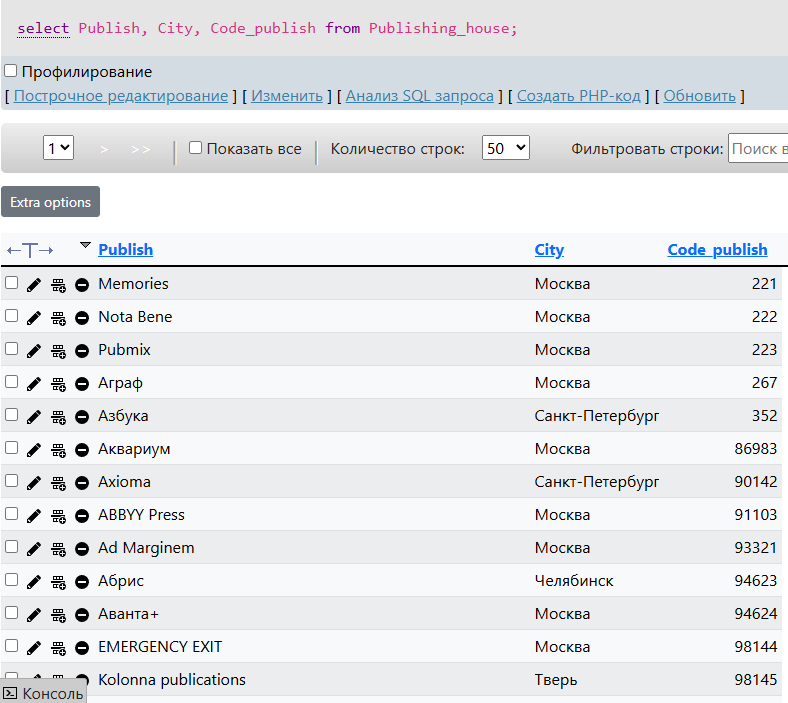 select Publish, City, Code_publish from Publishing_house;
Профилирование
[ Построчное редактирование ] [ Изменить ] [ Анализ SQL запроса ] [ Создать PHP-код ] [ Обновить ]
1 > >> Показать все Количество строк: 50 Фильтровать строки: Поиск в
Extra options
←T→ Publish City Code_publish
Memories Москва 221
Nota Bene Москва 222
Pubmix Москва 223
Аграф Москва 267
Азбука Санкт-Петербург 352
Аквариум Москва 86983
Axioma Санкт-Петербург 90142
ABBYY Press Москва 91103
Ad Marginem Москва 93321
Абрис Челябинск 94623
Аванта+ Москва 94624
EMERGENCY EXIT Москва 98144
Kolonna publications Тверь 98145
Консоль